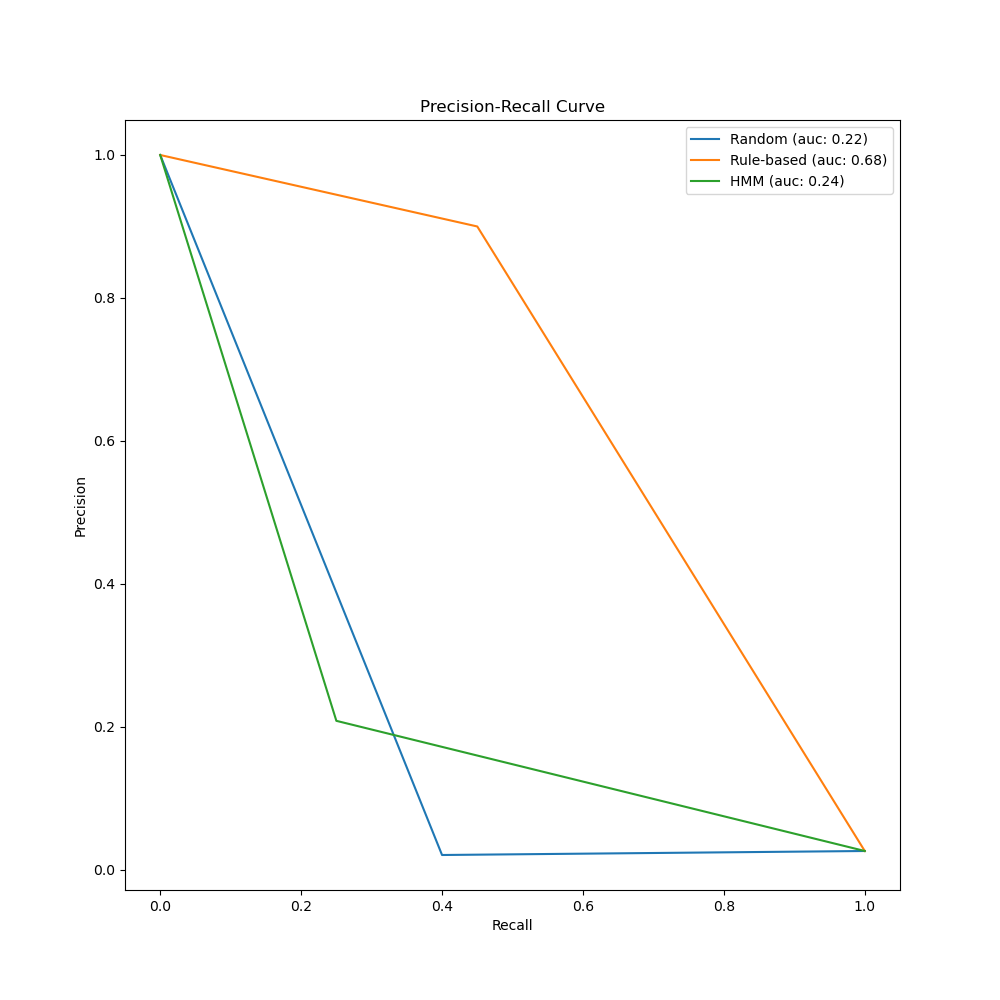 Precision-Recall Curve
Random (auc: 0.22)
Rule-based (auc: 0.68)
HMM (auc: 0.24)
1.0
0.8
0.6
0.4
0.2
0.0
Precision
0.0 0.2 0.4 0.6 0.8 1.0
Recall